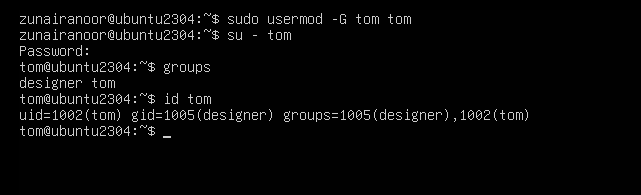 zunairanoor@ubuntu2304:~$ sudo usermod -G tom tom
zunairanoor@ubuntu2304:~$ su - tom
Password:
tom@ubuntu2304:~$ groups
designer tom
tom@ubuntu2304:~$ id tom
uid=1002(tom) gid=1005(designer) groups=1005(designer),1002(tom)
tom@ubuntu2304:~$ _